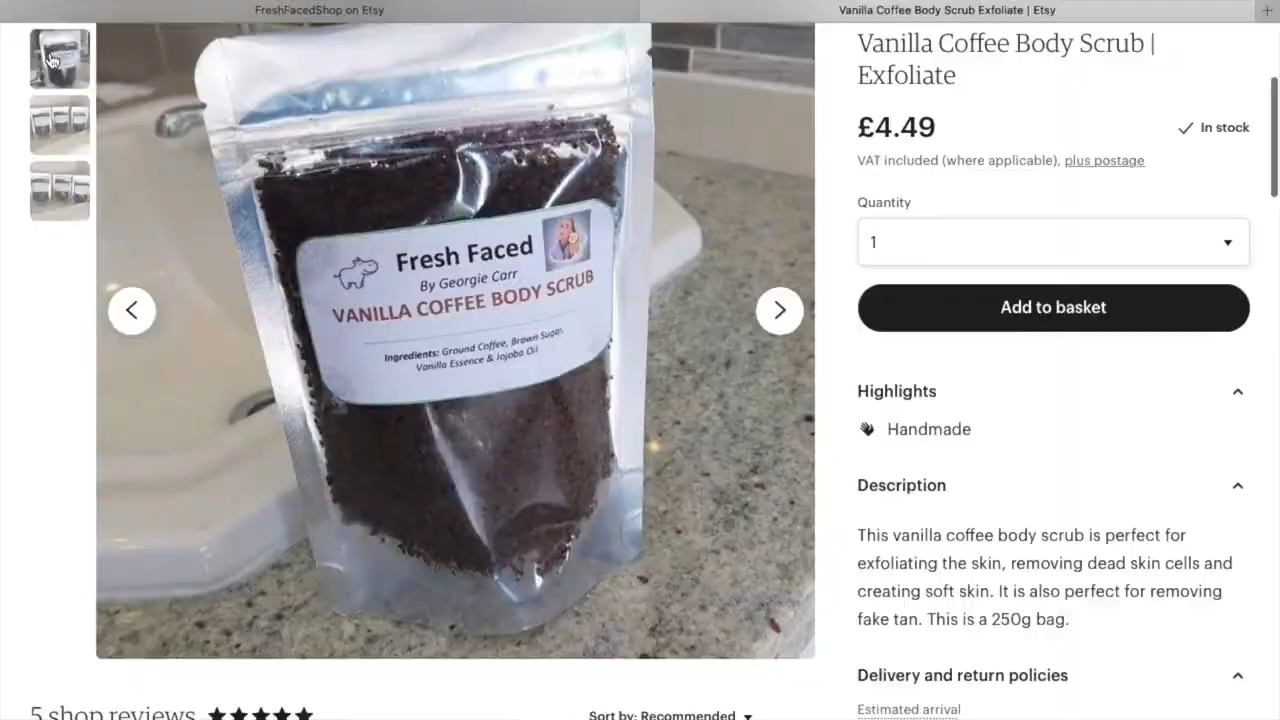 FreshFacedShop on Etsy
Vanilla Coffee Body Scrub Exfoliate | Etsy
Vanilla Coffee Body Scrub |
Exfoliate
£4.49
In stock
VAT included (where applicable), plus postage
Quantity
1
Add to basket
Highlights
Handmade
Description
This vanilla coffee body scrub is perfect for
exfoliating the skin, removing dead skin cells and
creating soft skin. It is also perfect for removing
fake tan. This is a 250g bag.
Delivery and return policies
Estimated arrival
Fresh Faced
By Georgie Carr
VANILLA COFFEE BODY SCRUB
Ingredients: Ground Coffee, Brown Sugar,
Vanilla Essence & Jojoba Oil
5 shop reviews
Sort by: Recommended